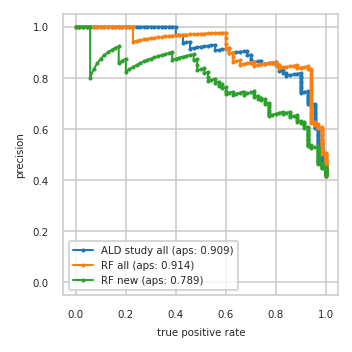 1.0
0.8
0.6
0.4
0.2
0.0
precision
ALD study all (aps: 0.909)
RF all (aps: 0.914)
RF new (aps: 0.789)
0.0 0.2 0.4 0.6 0.8 1.0
true positive rate